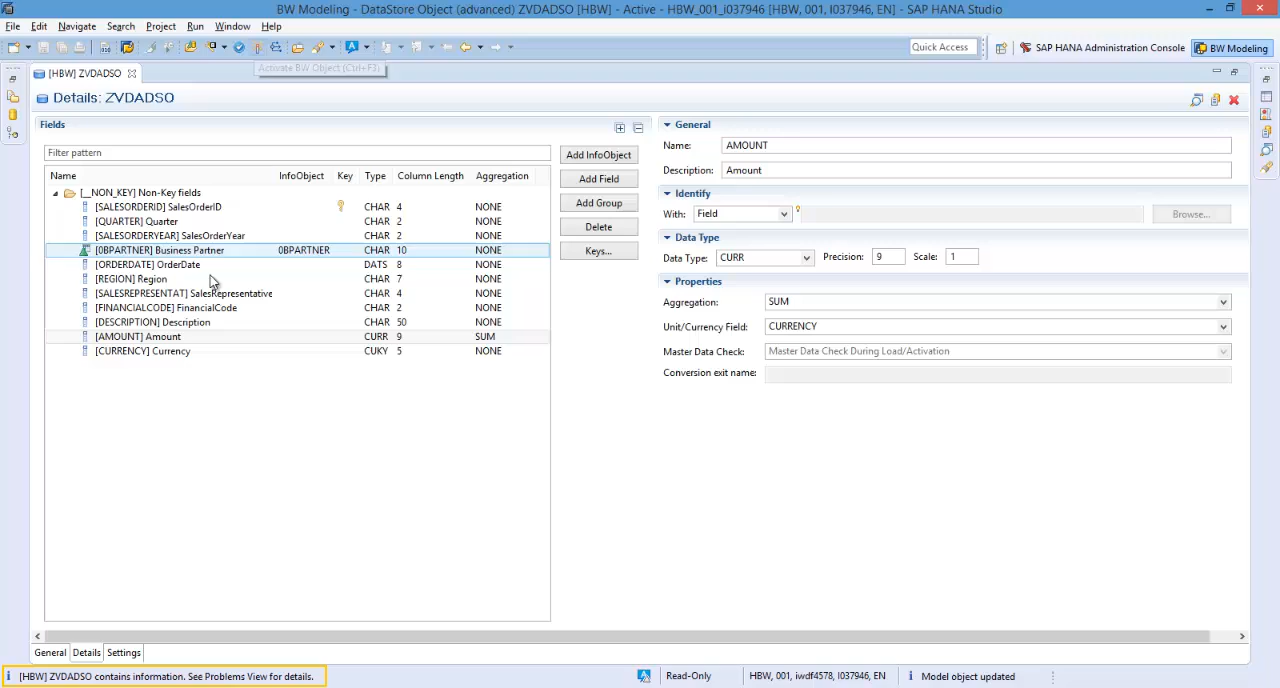 BW Modeling - DataStore Object (advanced) ZVDADSO [HBW] - Active - HBW_001_i037946 [HBW, 001, I037946, EN] - SAP HANA Studio
File Edit Navigate Search Project Run Window Help
Quick Access SAP HANA Administration Console BW Modeling
Activate BW Object (Ctrl+F3)
[HBW] ZVDADSO
Details: ZVDADSO
Fields
Filter pattern
Name InfoObject Key Type Column Length Aggregation
[__NON_KEY] Non-Key fields
[SALESORDERID] SalesOrderID CHAR 4 NONE
[QUARTER] Quarter CHAR 2 NONE
[SALESORDERYEAR] SalesOrderYear CHAR 2 NONE
[0BPARTNER] Business Partner 0BPARTNER CHAR 10 NONE
[ORDERDATE] OrderDate DATS 8 NONE
[REGION] Region CHAR 7 NONE
[SALESREPRESENTAT] SalesRepresentative CHAR 4 NONE
[FINANCIALCODE] FinancialCode CHAR 2 NONE
[DESCRIPTION] Description CHAR 50 NONE
[AMOUNT] Amount CURR 9 SUM
[CURRENCY] Currency CUKY 5 NONE
Add InfoObject
Add Field
Add Group
Delete
Keys...
General
Name: AMOUNT
Description: Amount
Identify
With: Field Browse...
Data Type
Data Type: CURR Precision: 9 Scale: 1
Properties
Aggregation: SUM
Unit/Currency Field: CURRENCY
Master Data Check: Master Data Check During Load/Activation
Conversion exit name:
General Details Settings
[HBW] ZVDADSO contains information. See Problems View for details.
Read-Only HBW, 001, iwdf4578, I037946, EN Model object updated